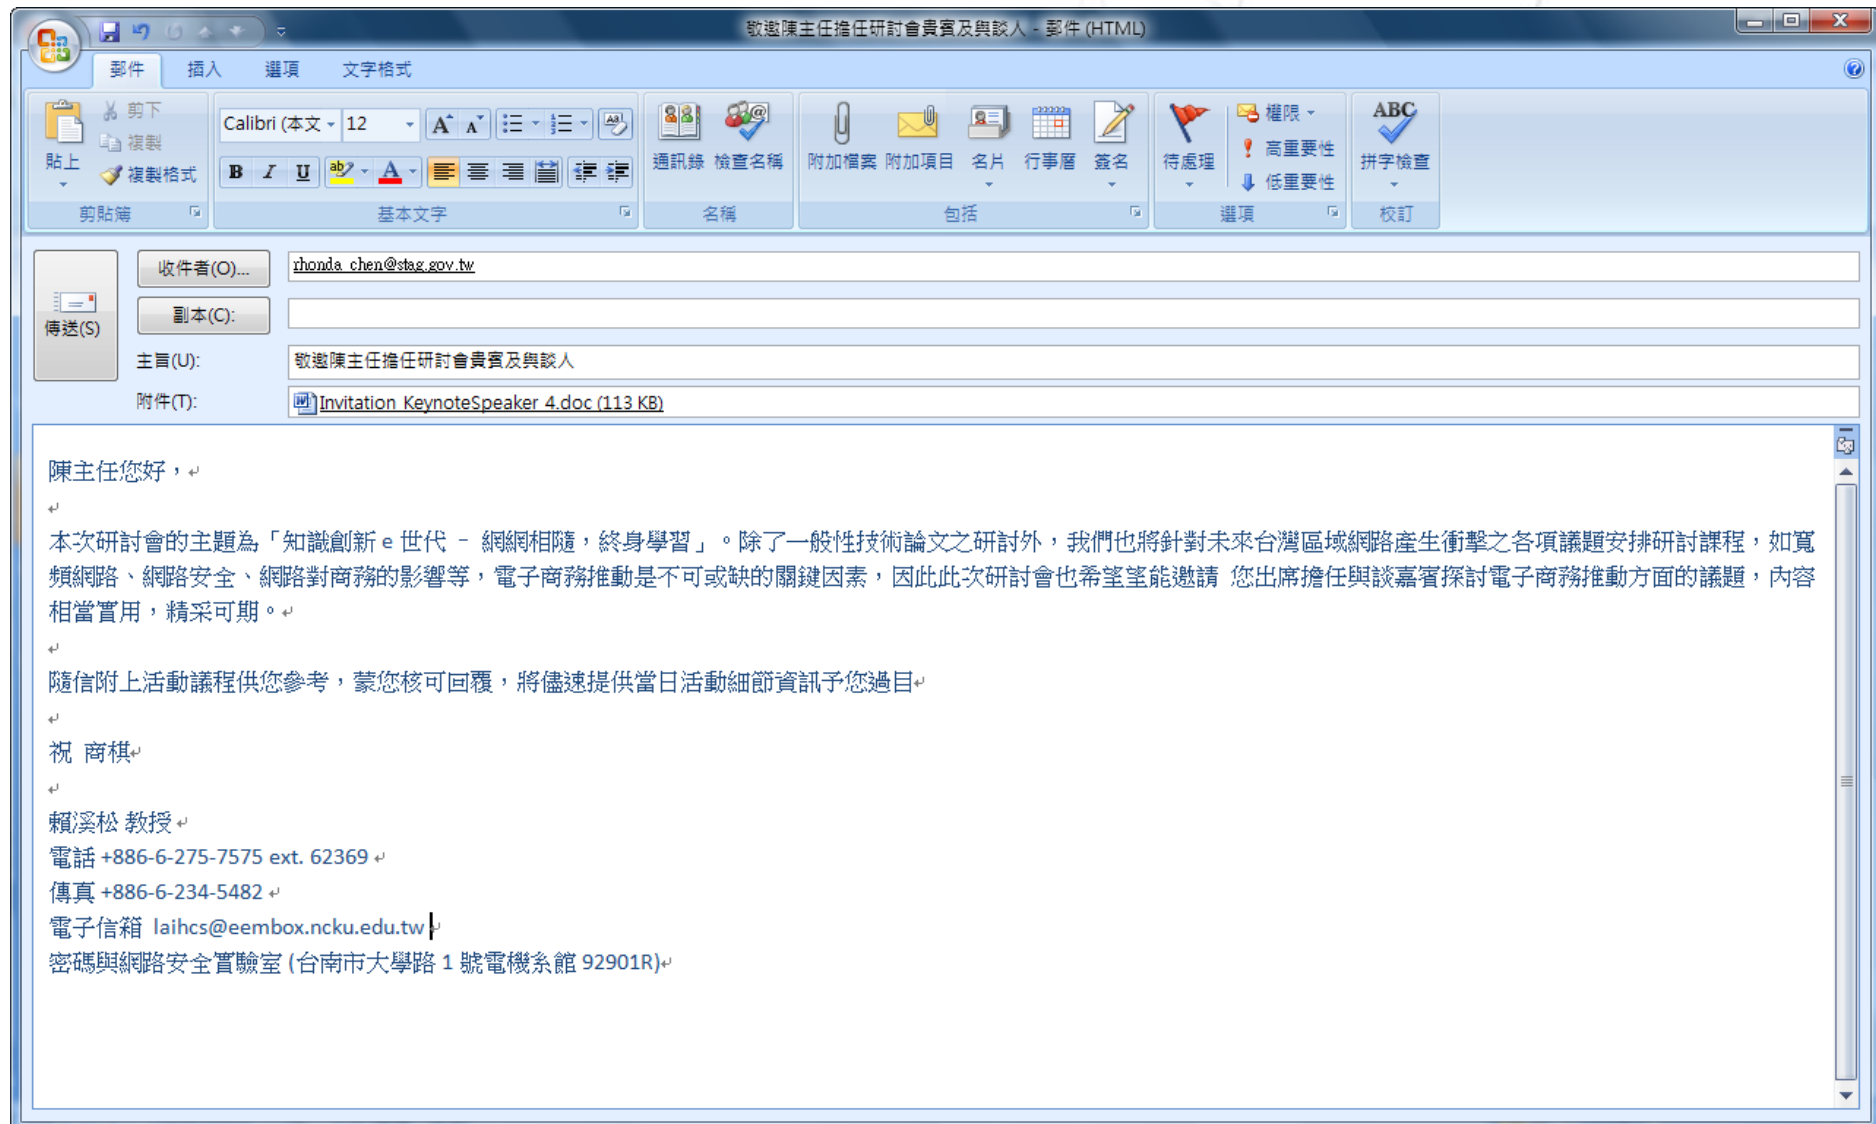 敬邀陳主任擔任研討會貴賓及與談人 - 郵件 (HTML)
郵件 插入 選項 文字格式
貼上 剪下 複製 複製格式 剪貼簿
Calibri (本文 12
B I U 基本文字
通訊錄 檢查名稱 名稱
附加檔案 附加項目 名片 行事曆 簽名 包括
待處理 權限 高重要性 低重要性 選項
ABC 拼字檢查 校訂
傳送(S)
收件者(O)... rhonda_chen@stag.gov.tw
副本(C):
主旨(U): 敬邀陳主任擔任研討會貴賓及與談人
附件(T): Invitation_KeynoteSpeaker_4.doc (113 KB)
陳主任您好，
本次研討會的主題為「知識創新 e 世代 – 網網相隨，終身學習」。除了一般性技術論文之研討外，我們也將針對未來台灣區域網路產生衝擊之各項議題安排研討課程，如寬
頻網路、網路安全、網路對商務的影響等，電子商務推動是不可或缺的關鍵因素，因此此次研討會也希望望能邀請 您出席擔任與談嘉賓探討電子商務推動方面的議題，內容
相當實用，精采可期。
隨信附上活動議程供您參考，蒙您核可回覆，將儘速提供當日活動細節資訊予您過目
祝 商棋
賴溪松 教授
電話 +886-6-275-7575 ext. 62369
傳真 +886-6-234-5482
電子信箱 laihcs@eembox.ncku.edu.tw
密碼與網路安全實驗室 (台南市大學路 1 號電機系館 92901R)